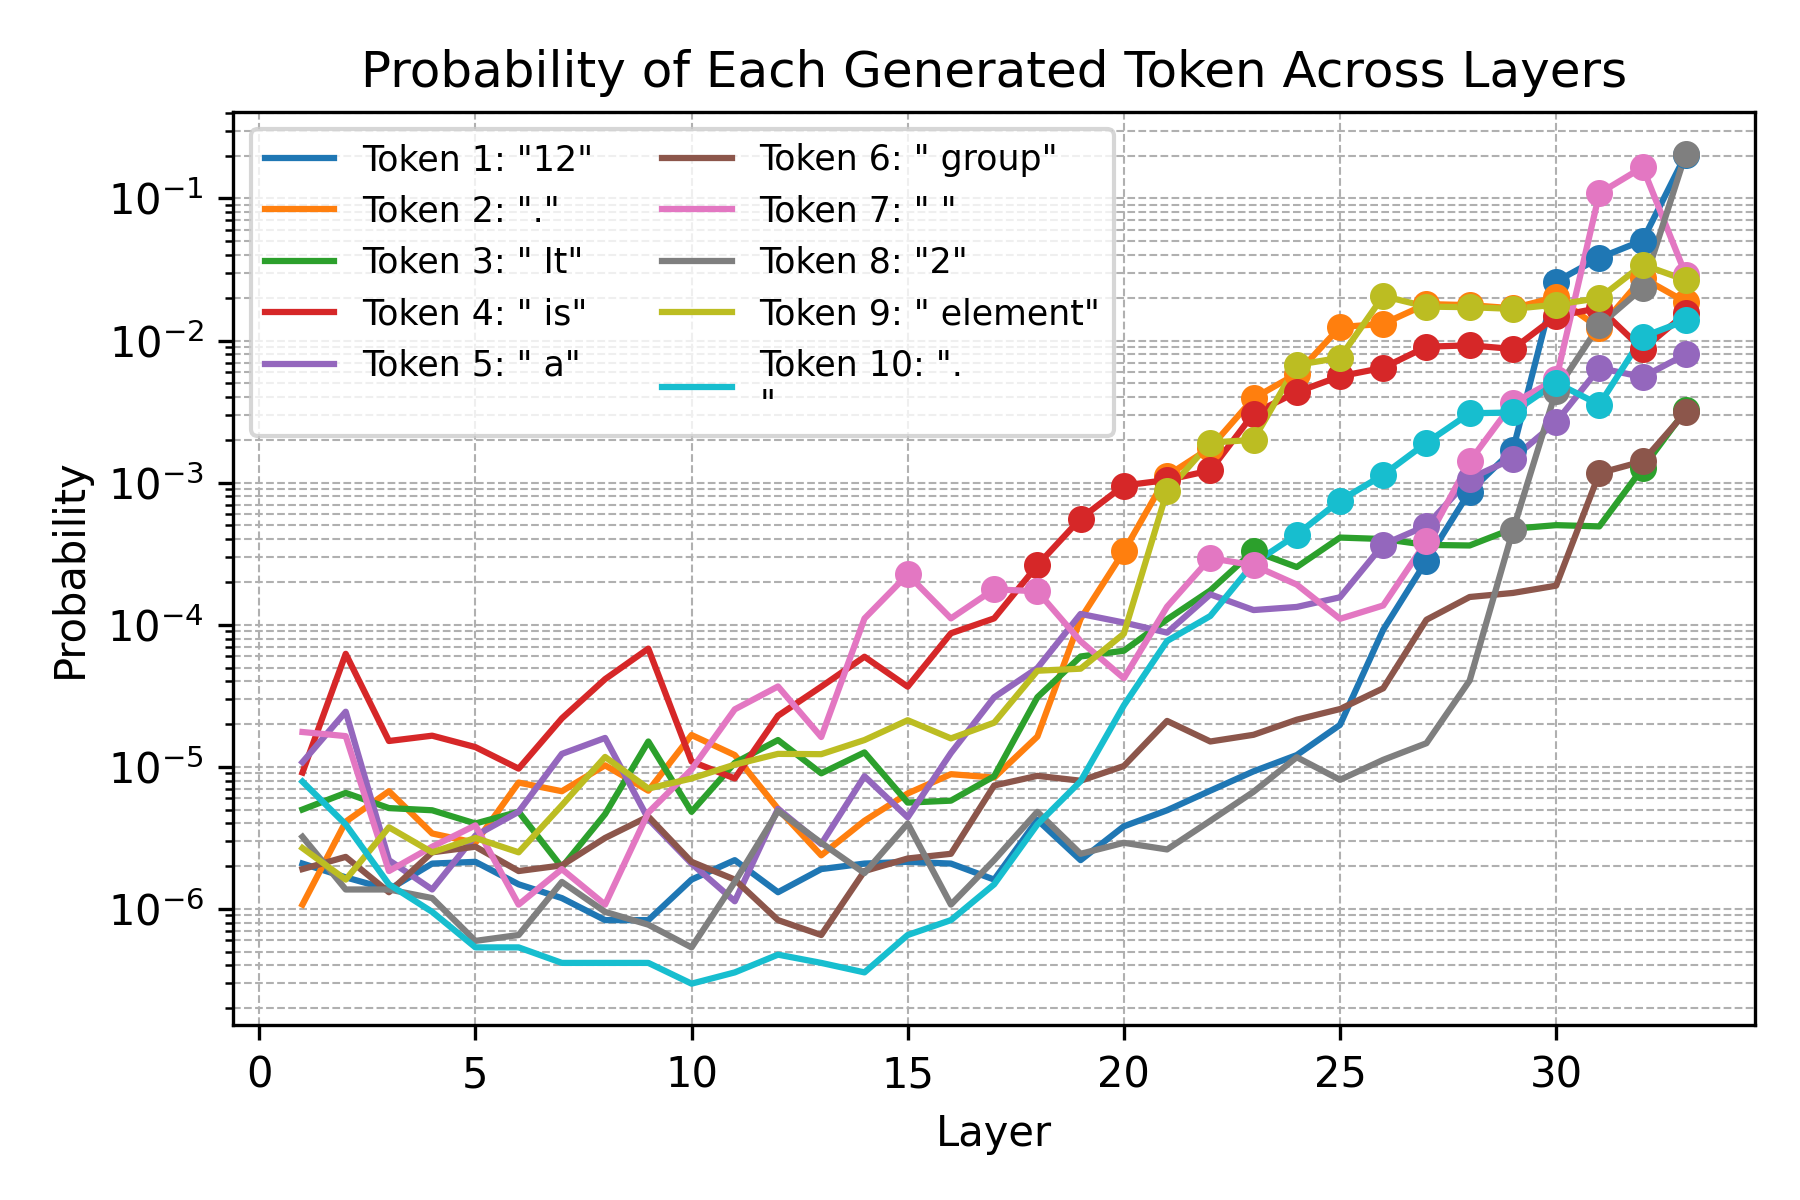 Probability of Each Generated Token Across Layers
Token 1: "12"
Token 2: "."
Token 3: " It"
Token 4: " is"
Token 5: " a"
Token 6: " group"
Token 7: " "
Token 8: "2"
Token 9: " element"
Token 10: ".
"
Probability
10⁻¹
10⁻²
10⁻³
10⁻⁴
10⁻⁵
10⁻⁶
0 5 10 15 20 25 30
Layer